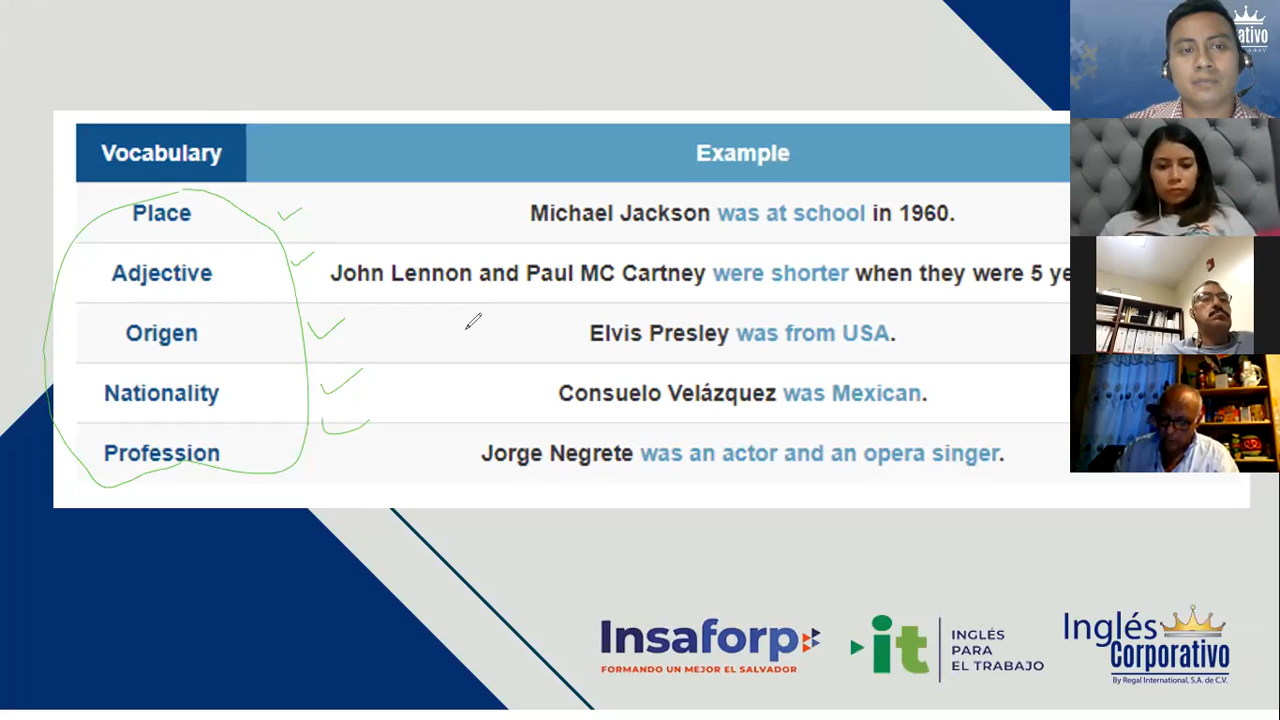 Vocabulary Example
Place Michael Jackson was at school in 1960.
Adjective John Lennon and Paul MC Cartney were shorter when they were 5 ye
Origen Elvis Presley was from USA.
Nationality Consuelo Velázquez was Mexican.
Profession Jorge Negrete was an actor and an opera singer.
Insaforp
FORMANDO UN MEJOR EL SALVADOR
it
INGLÉS
PARA
EL TRABAJO
Inglés
Corporativo
By Regal International, S.A. de C.V.
ativo